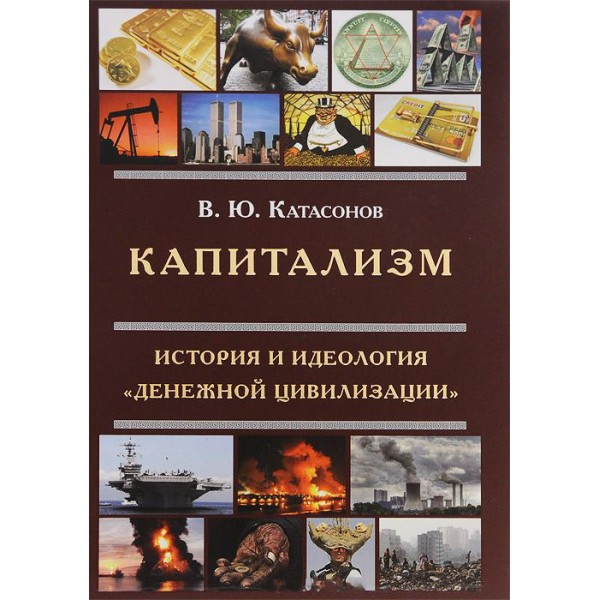 В. Ю. Катасонов
КАПИТАЛИЗМ
ИСТОРИЯ И ИДЕОЛОГИЯ
«ДЕНЕЖНОЙ ЦИВИЛИЗАЦИИ»